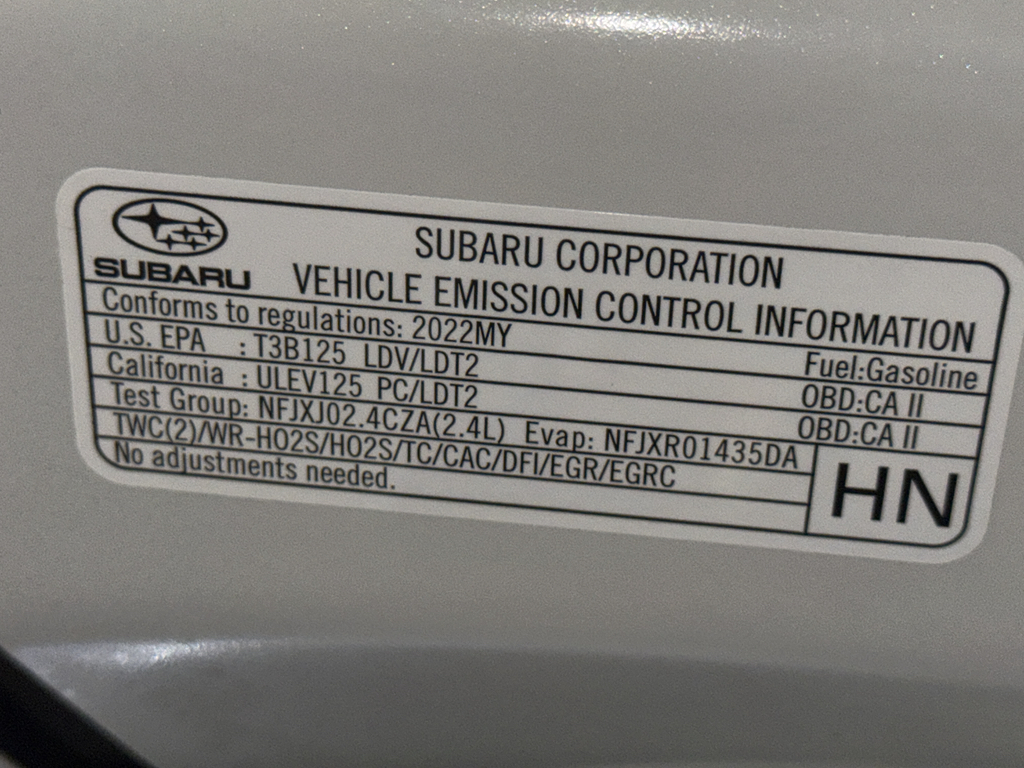 SUBARU
SUBARU CORPORATION
VEHICLE EMISSION CONTROL INFORMATION
Conforms to regulations: 2022MY Fuel:Gasoline
U.S. EPA : T3B125 LDV/LDT2 OBD:CA II
California : ULEV125 PC/LDT2 OBD:CA II
Test Group: NFJXJ02.4CZA(2.4L) Evap: NFJXR01435DA
TWC(2)/WR-HO2S/HO2S/TC/CAC/DFI/EGR/EGRC
No adjustments needed.
HN